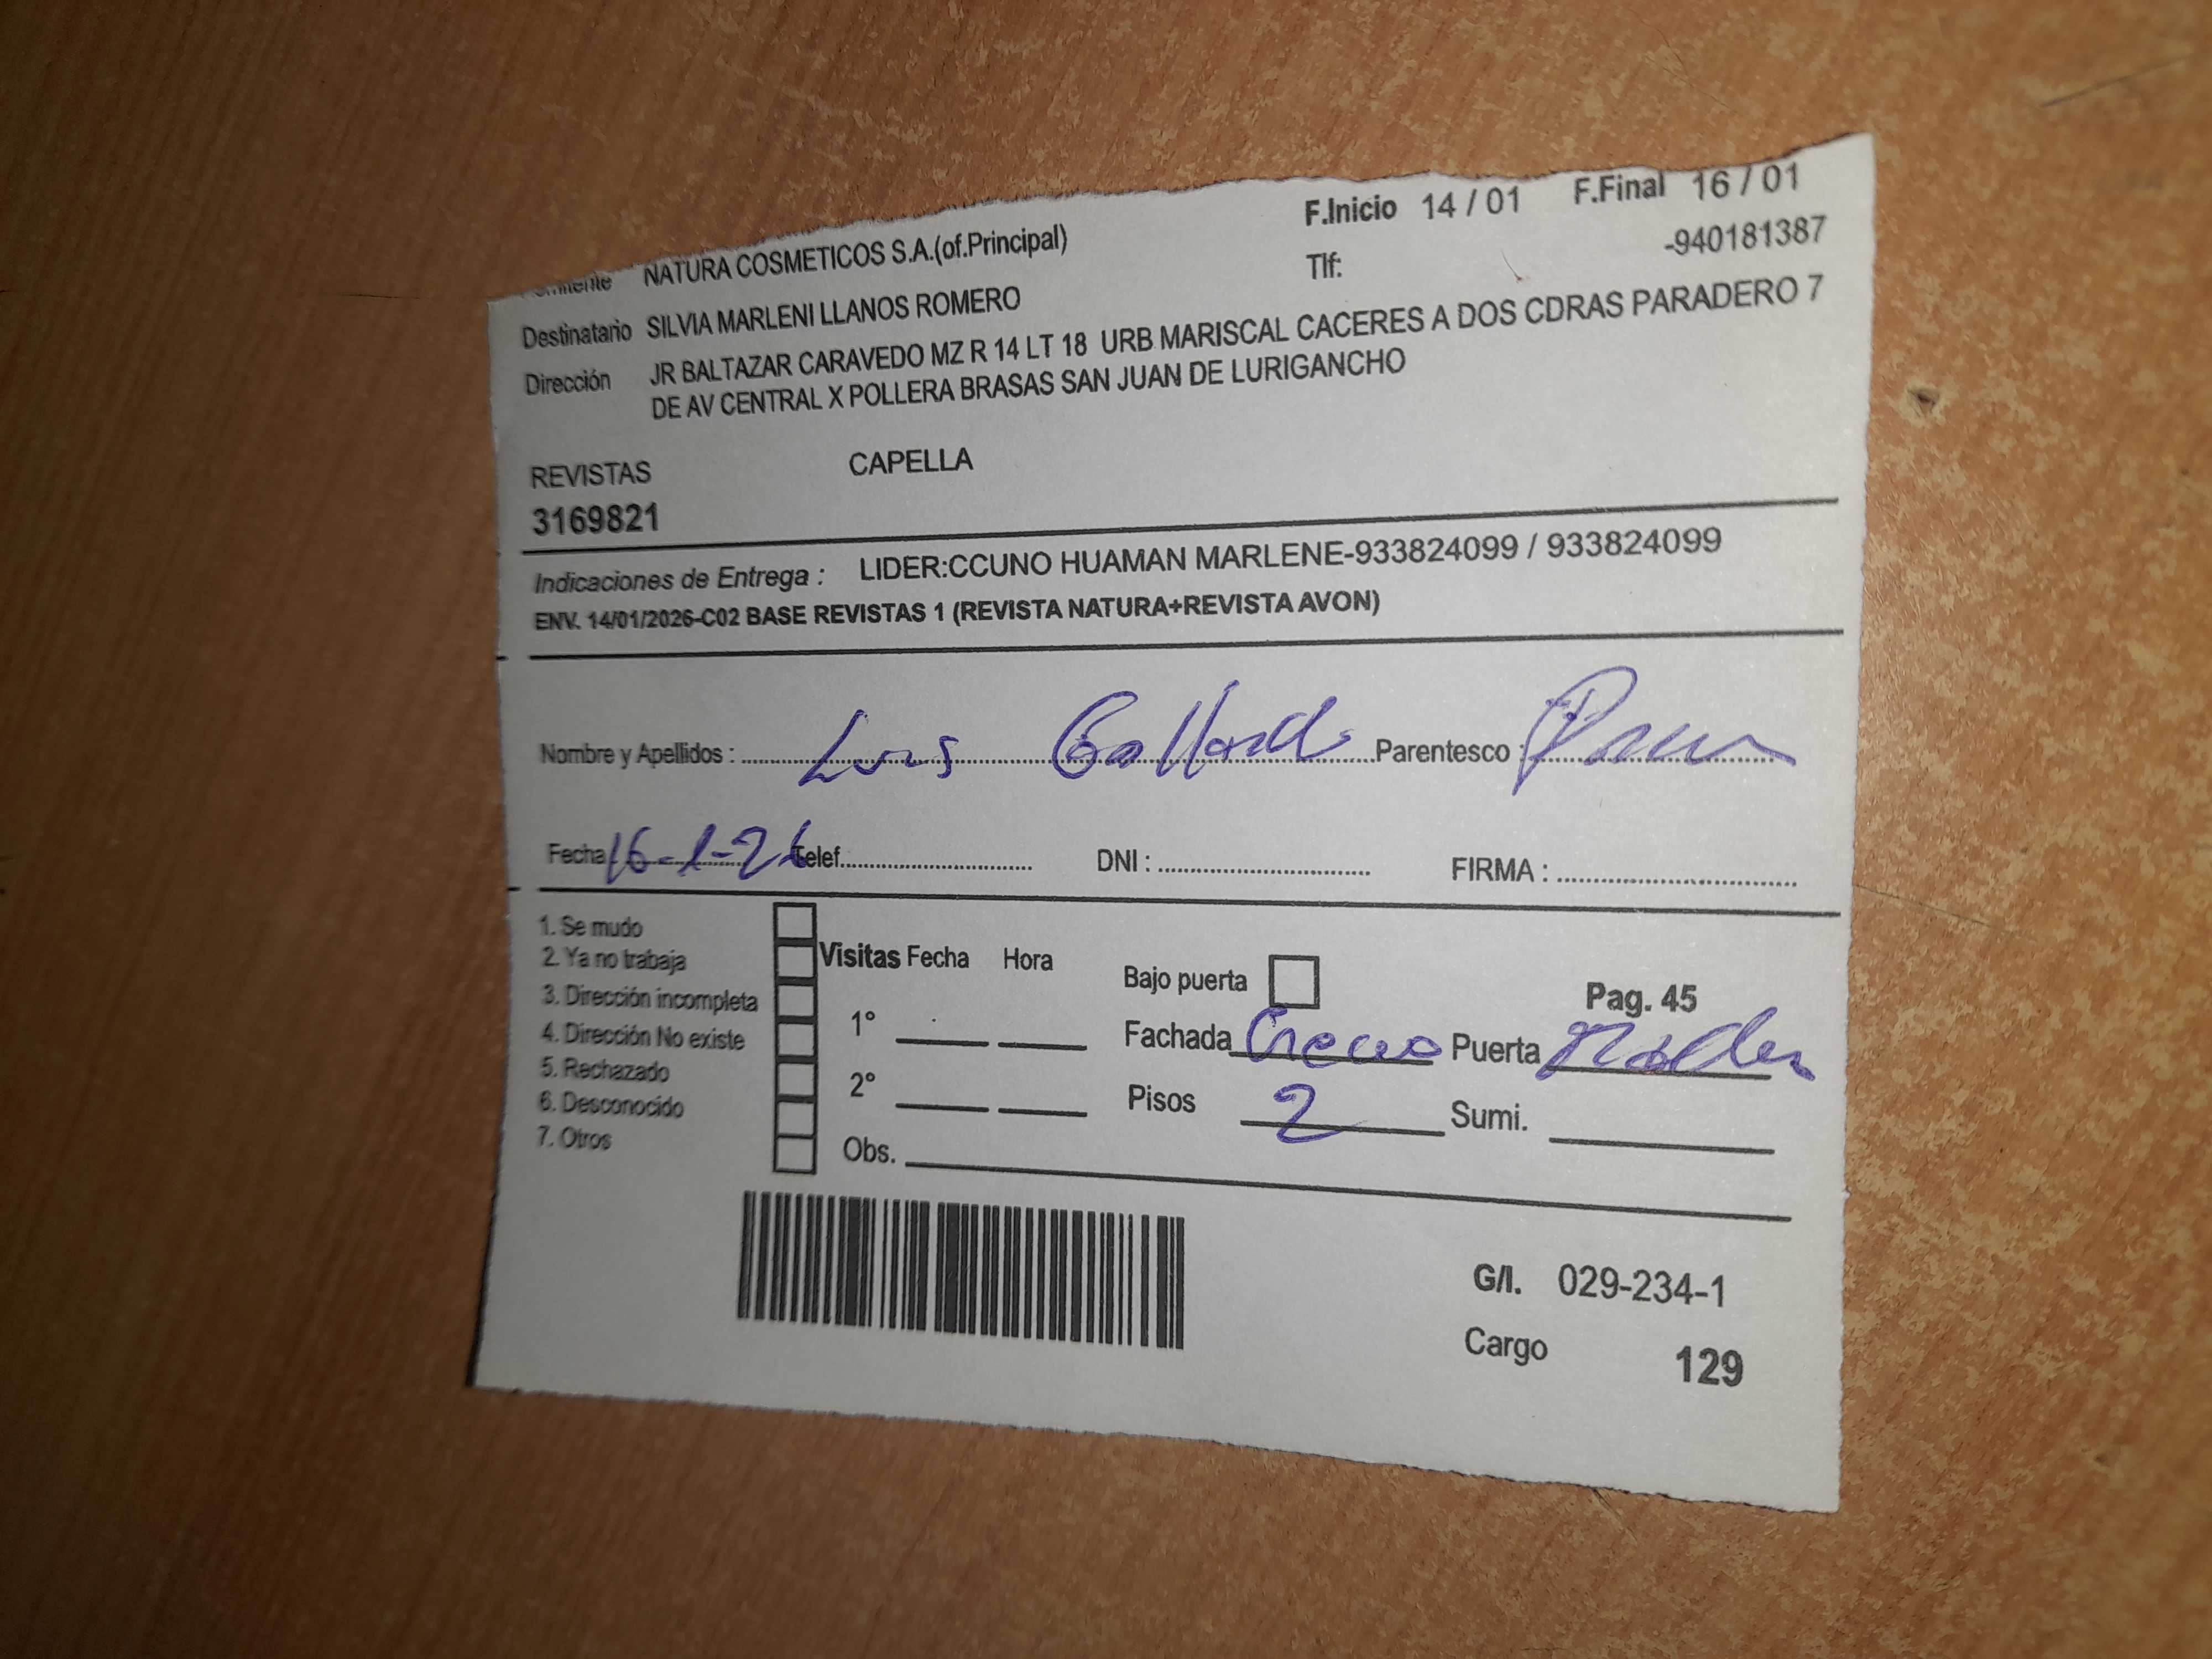 NATURA COSMETICOS S.A.(of.Principal) F.Inicio 14 / 01 F.Final 16 / 01
Tlf: -940181387
Destinatario SILVIA MARLENI LLANOS ROMERO
Dirección JR BALTAZAR CARAVEDO MZ R 14 LT 18 URB MARISCAL CACERES A DOS CDRAS PARADERO 7
DE AV CENTRAL X POLLERA BRASAS SAN JUAN DE LURIGANCHO
REVISTAS CAPELLA
3169821
Indicaciones de Entrega : LIDER:CCUNO HUAMAN MARLENE-933824099 / 933824099
ENV. 14/01/2026-C02 BASE REVISTAS 1 (REVISTA NATURA+REVISTA AVON)
Nombre y Apellidos : Luis Gallardo Parentesco :
Fecha 16-1-26 Telef. DNI : FIRMA :
1. Se mudo
2. Ya no trabaja
3. Dirección incompleta
4. Dirección No existe
5. Rechazado
6. Desconocido
7. Otros
Visitas Fecha Hora
1°
2°
Obs.
Bajo puerta Pag. 45
Fachada Crema Puerta
Pisos 2 Sumi.
G/I. 029-234-1
Cargo 129